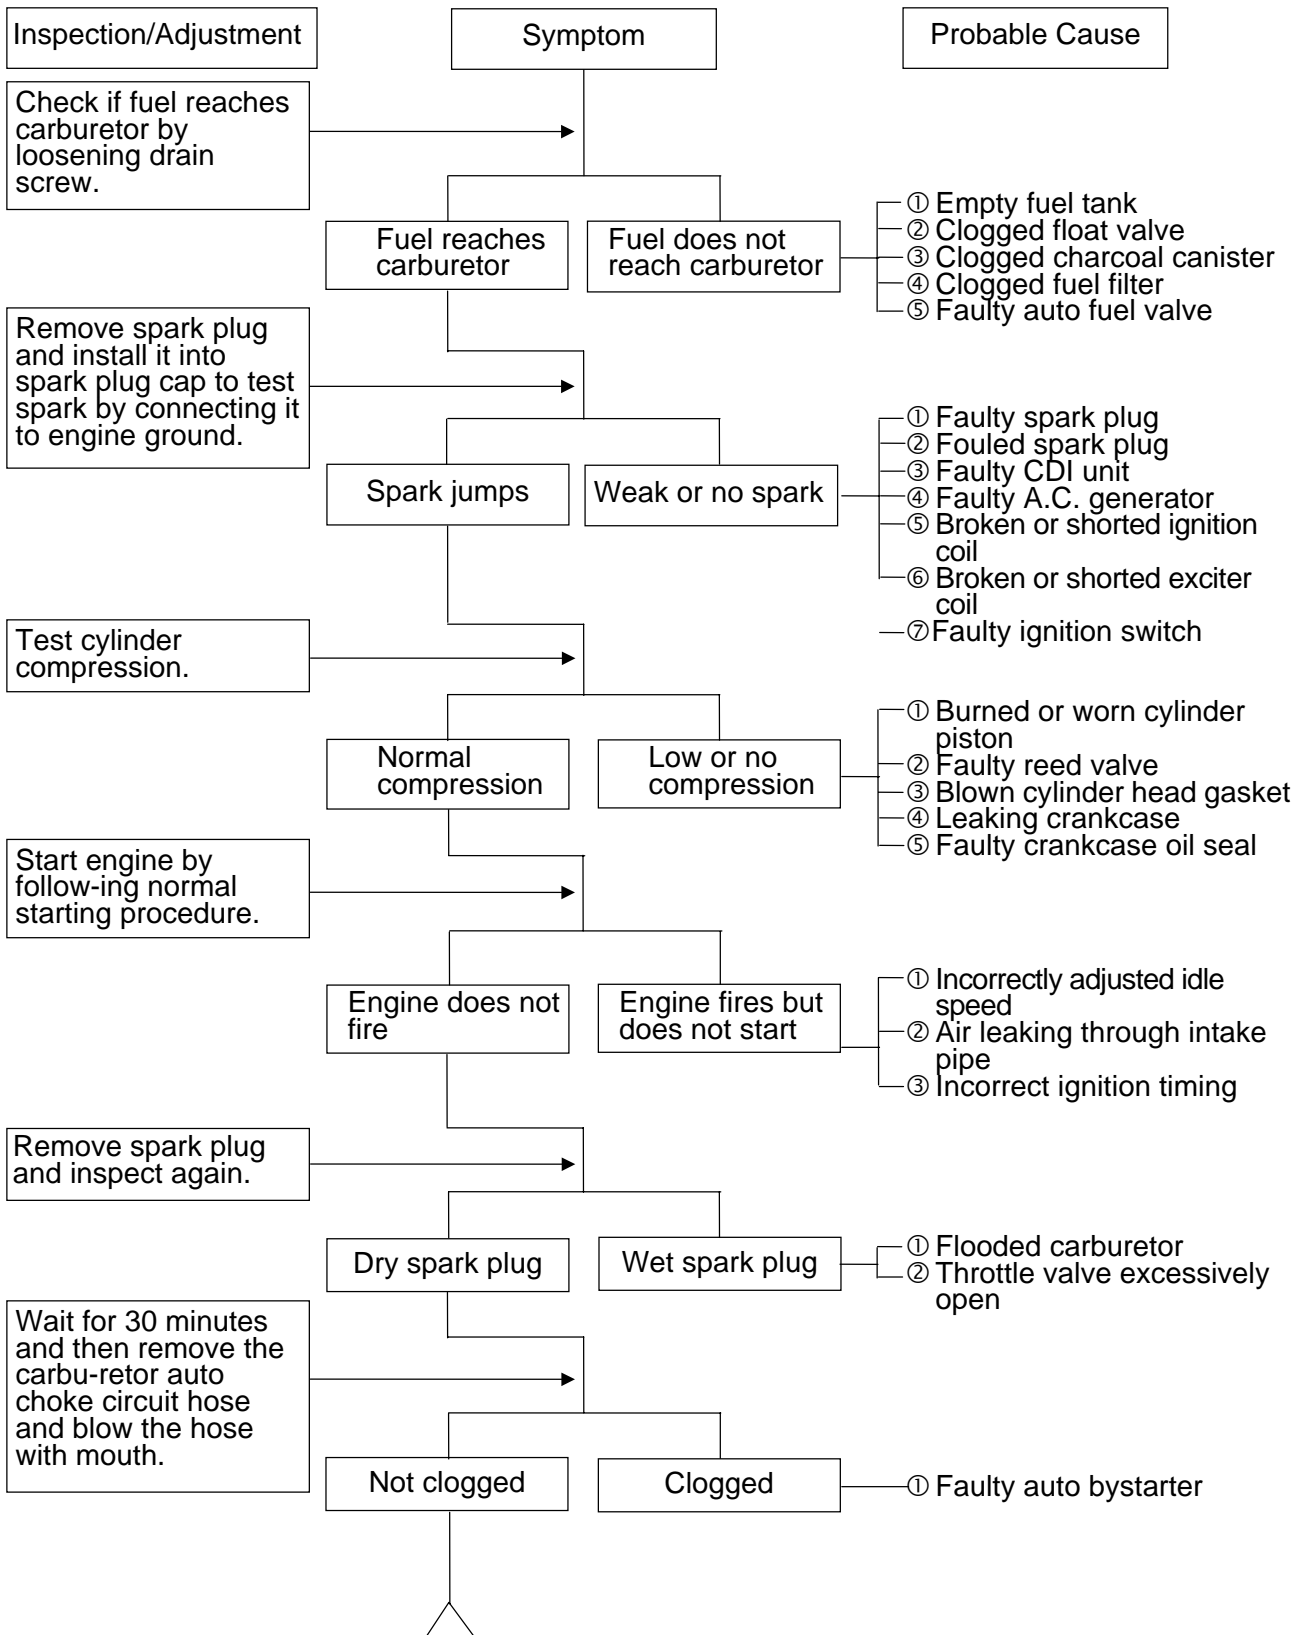 Inspection/Adjustment
Symptom
Probable Cause
Check if fuel reaches
carburetor by
loosening drain
screw.
Fuel reaches
carburetor
Fuel does not
reach carburetor
① Empty fuel tank
② Clogged float valve
③ Clogged charcoal canister
④ Clogged fuel filter
⑤ Faulty auto fuel valve
Remove spark plug
and install it into
spark plug cap to test
spark by connecting it
to engine ground.
Spark jumps
Weak or no spark
① Faulty spark plug
② Fouled spark plug
③ Faulty CDI unit
④ Faulty A.C. generator
⑤ Broken or shorted ignition
coil
⑥ Broken or shorted exciter
coil
⑦Faulty ignition switch
Test cylinder
compression.
Normal
compression
Low or no
compression
① Burned or worn cylinder
piston
② Faulty reed valve
③ Blown cylinder head gasket
④ Leaking crankcase
⑤ Faulty crankcase oil seal
Start engine by
follow-ing normal
starting procedure.
Engine does not
fire
Engine fires but
does not start
① Incorrectly adjusted idle
speed
② Air leaking through intake
pipe
③ Incorrect ignition timing
Remove spark plug
and inspect again.
Dry spark plug
Wet spark plug
① Flooded carburetor
② Throttle valve excessively
open
Wait for 30 minutes
and then remove the
carbu-retor auto
choke circuit hose
and blow the hose
with mouth.
Not clogged
Clogged
① Faulty auto bystarter